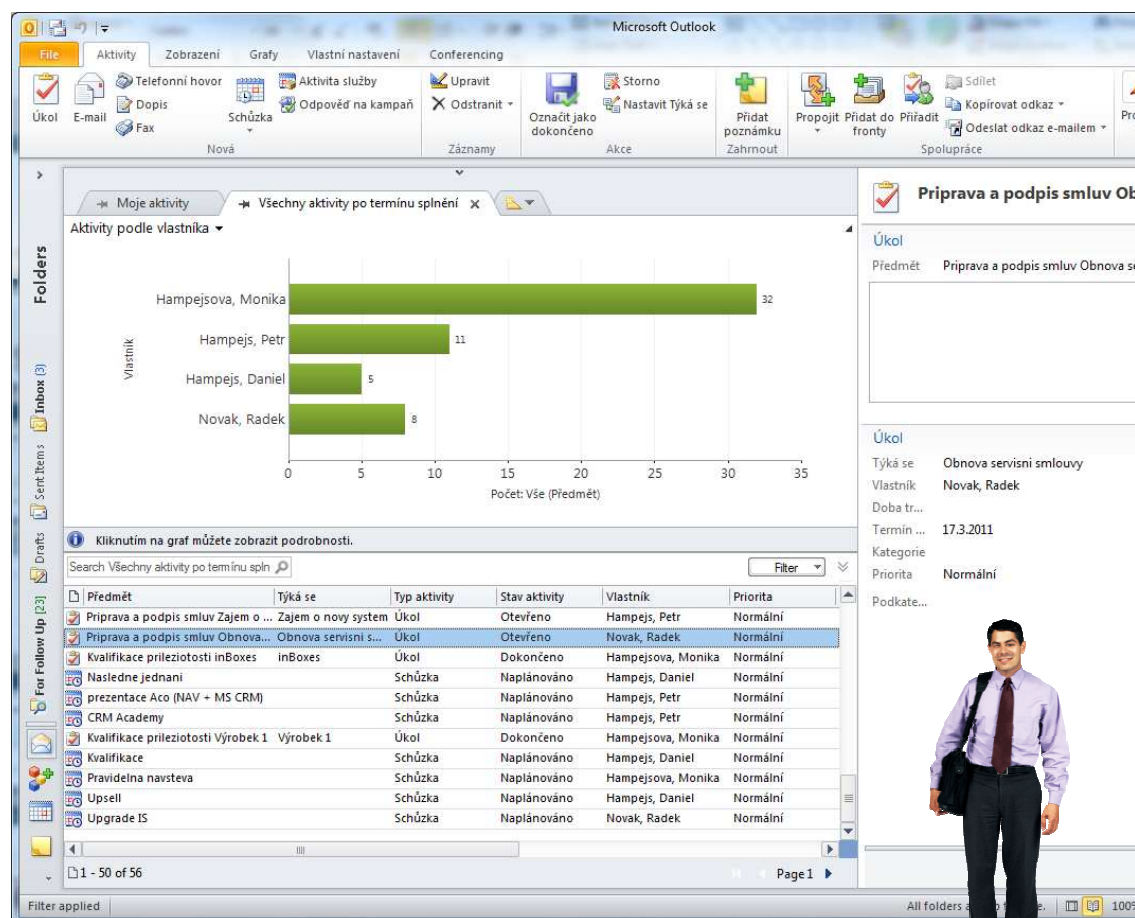 Microsoft Outlook
File Aktivity Zobrazení Grafy Vlastní nastavení Conferencing
Úkol
E-mail
Telefonní hovor
Dopis
Fax
Schůzka
Aktivita služby
Odpověď na kampaň
Nová
Upravit
Odstranit
Záznamy
Označit jako
dokončeno
Storno
Nastavit Týká se
Akce
Přidat
poznámku
Zahrnout
Propojit
Přidat do
fronty
Přiřadit
Sdílet
Kopírovat odkaz
Odeslat odkaz e-mailem
Spolupráce
Folders
Inbox (3)
Sent Items
Drafts
For Follow Up [23]
Moje aktivity
Všechny aktivity po termínu splnění
Aktivity podle vlastníka
Vlastník
Hampejsova, Monika 32
Hampejs, Petr 11
Hampejs, Daniel 5
Novak, Radek 8
0 5 10 15 20 25 30 35
Počet: Vše (Předmět)
Kliknutím na graf můžete zobrazit podrobnosti.
Search Všechny aktivity po termínu spln
Filter
Předmět Týká se Typ aktivity Stav aktivity Vlastník Priorita
Priprava a podpis smluv Zajem o ... Zajem o novy system Úkol Otevřeno Hampejs, Petr Normální
Priprava a podpis smluv Obnova... Obnova servisni s... Úkol Otevřeno Novak, Radek Normální
Kvalifikace prileziotosti inBoxes inBoxes Úkol Dokončeno Hampejsova, Monika Normální
Nasledne jednani Schůzka Naplánováno Hampejs, Daniel Normální
prezentace Aco (NAV + MS CRM) Schůzka Naplánováno Hampejs, Petr Normální
CRM Academy Schůzka Naplánováno Hampejs, Petr Normální
Kvalifikace prileziotosti Výrobek 1 Výrobek 1 Úkol Dokončeno Hampejsova, Monika Normální
Kvalifikace Schůzka Naplánováno Hampejs, Daniel Normální
Pravidelna navsteva Schůzka Naplánováno Hampejsova, Monika Normální
Upsell Schůzka Naplánováno Hampejs, Daniel Normální
Upgrade IS Schůzka Naplánováno Novak, Radek Normální
1 - 50 of 56
Page 1
Priprava a podpis smluv Ob
Úkol
Předmět Priprava a podpis smluv Obnova se
Úkol
Týká se Obnova servisni smlouvy
Vlastník Novak, Radek
Doba tr...
Termín ... 17.3.2011
Kategorie
Priorita Normální
Podkate...
Filter applied
All folders
100%